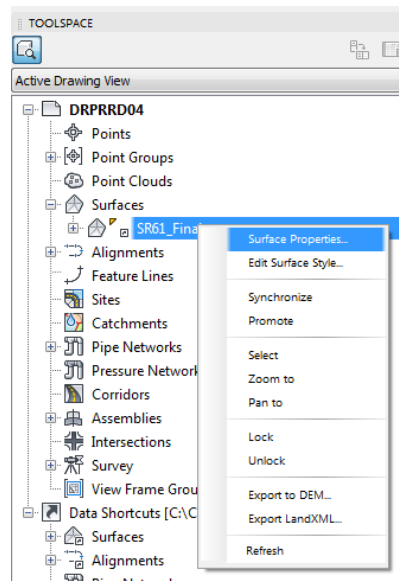 TOOLSPACE
Active Drawing View
DRPRRD04
Points
Point Groups
Point Clouds
Surfaces
SR61_Fina
Surface Properties...
Alignments
Edit Surface Style...
Feature Lines
Sites
Synchronize
Catchments
Promote
Pipe Networks
Select
Pressure Network
Zoom to
Corridors
Pan to
Assemblies
Intersections
Lock
Survey
Unlock
View Frame Grou
Export to DEM...
Data Shortcuts [C:\C
Export LandXML...
Surfaces
Refresh
Alignments